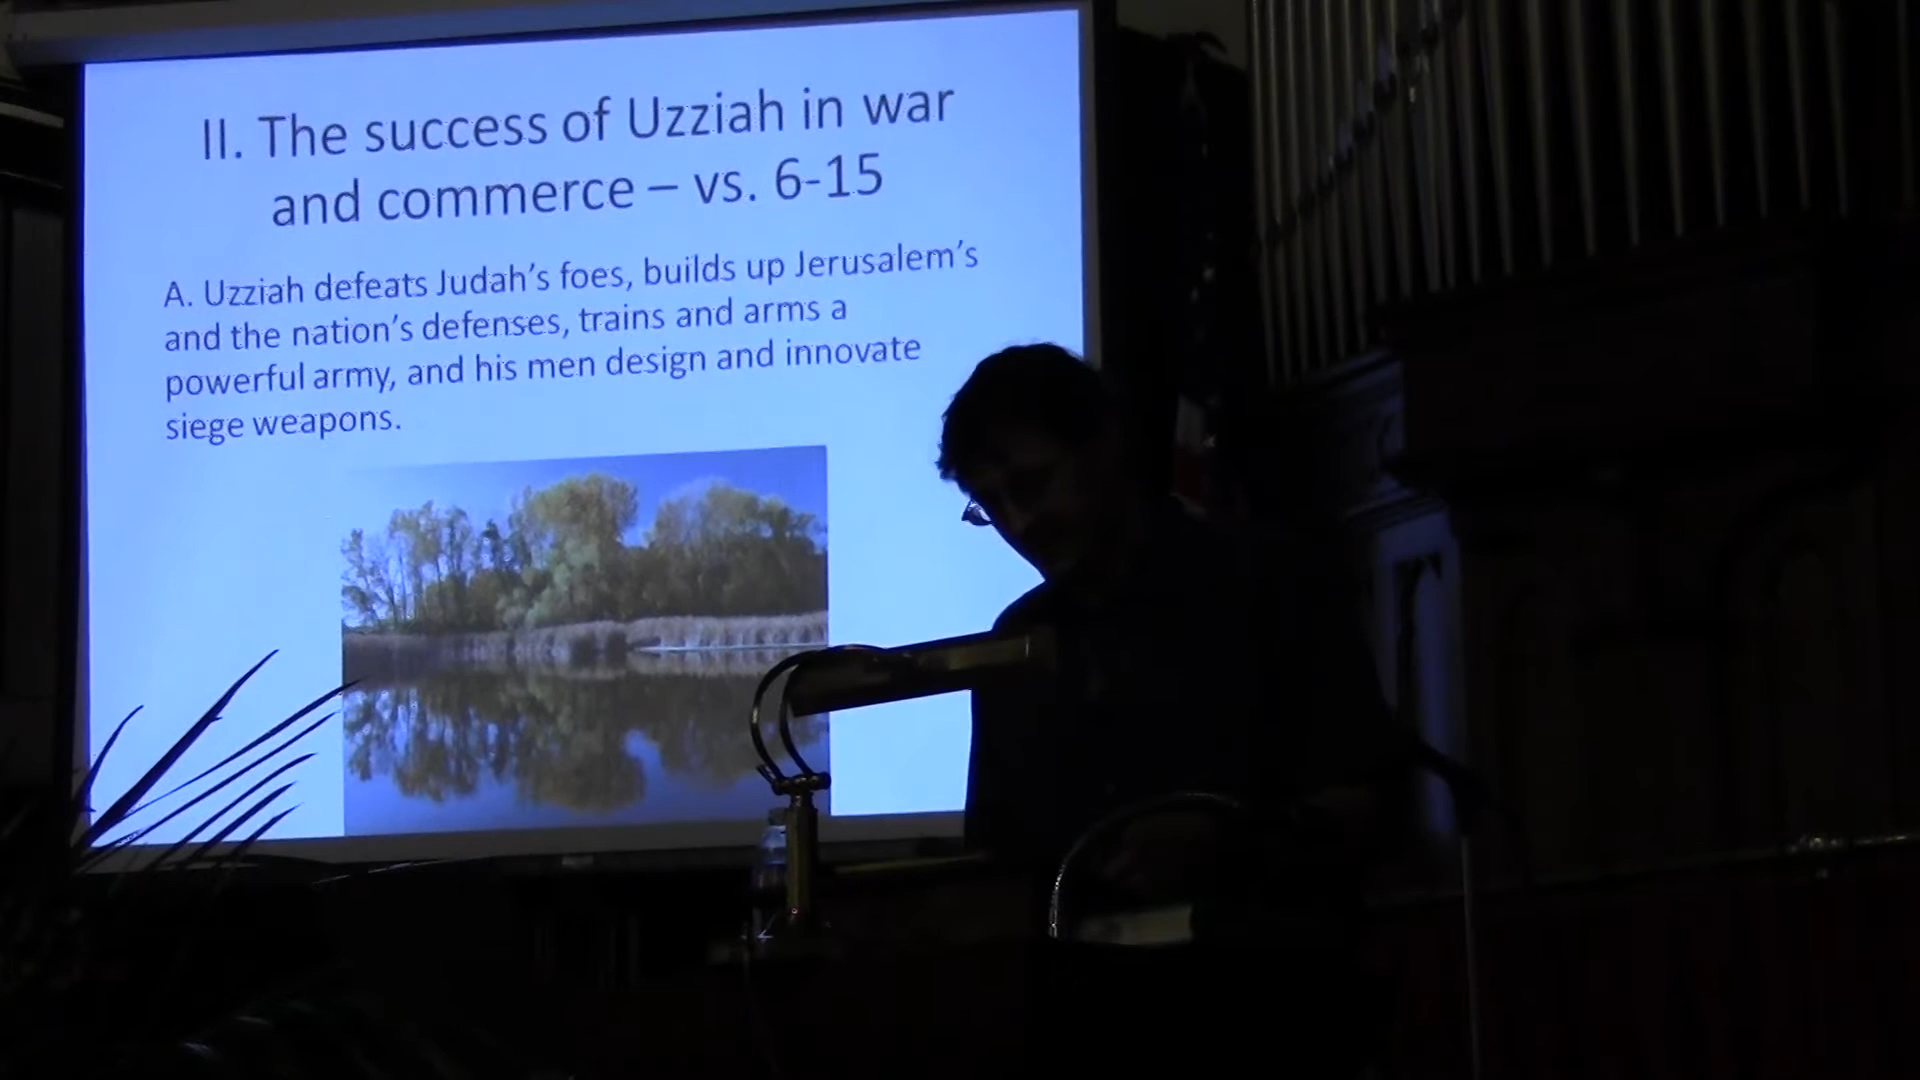 II. The success of Uzziah in war
and commerce – vs. 6-15
A. Uzziah defeats Judah’s foes, builds up Jerusalem’s
and the nation’s defenses, trains and arms a
powerful army, and his men design and innovate
siege weapons.